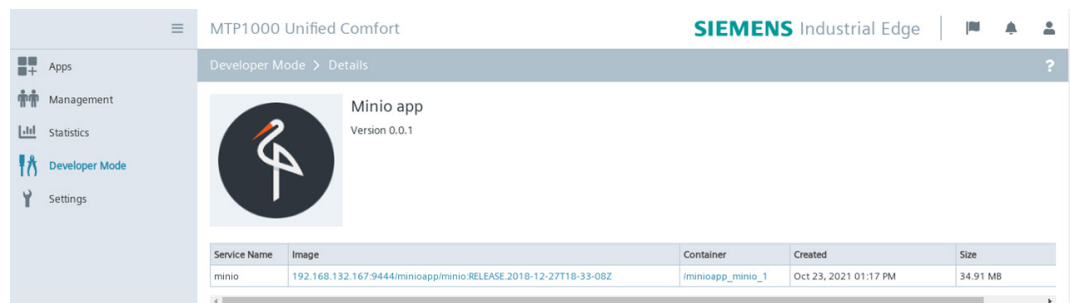 MTP1000 Unified Comfort
SIEMENS Industrial Edge
Apps
Management
Statistics
Developer Mode
Settings
Developer Mode > Details
?
Minio app
Version 0.0.1
Service Name Image Container Created Size
minio 192.168.132.167:9444/minioapp/minio:RELEASE.2018-12-27T18-33-08Z /minioapp_minio_1 Oct 23, 2021 01:17 PM 34.91 MB